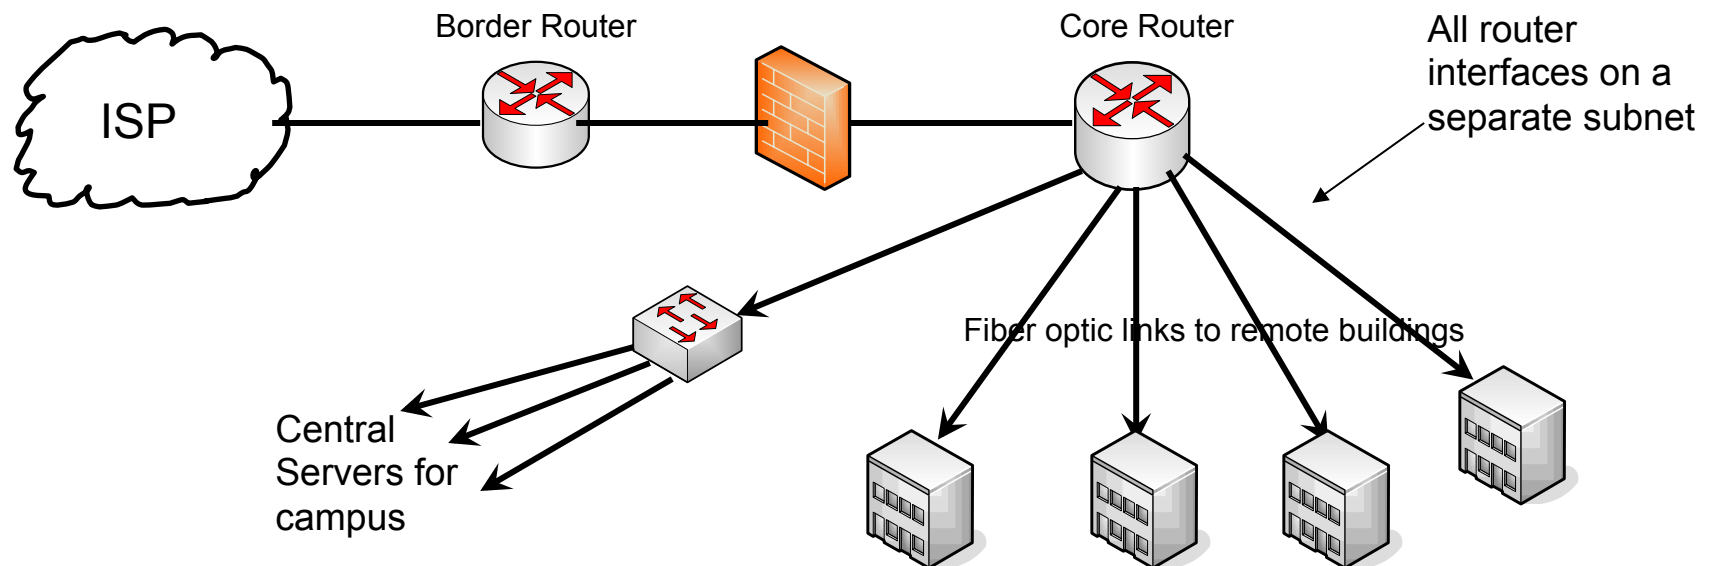 Border Router
Core Router
All router
interfaces on a
separate subnet
ISP
Fiber optic links to remote buildings
Central
Servers for
campus